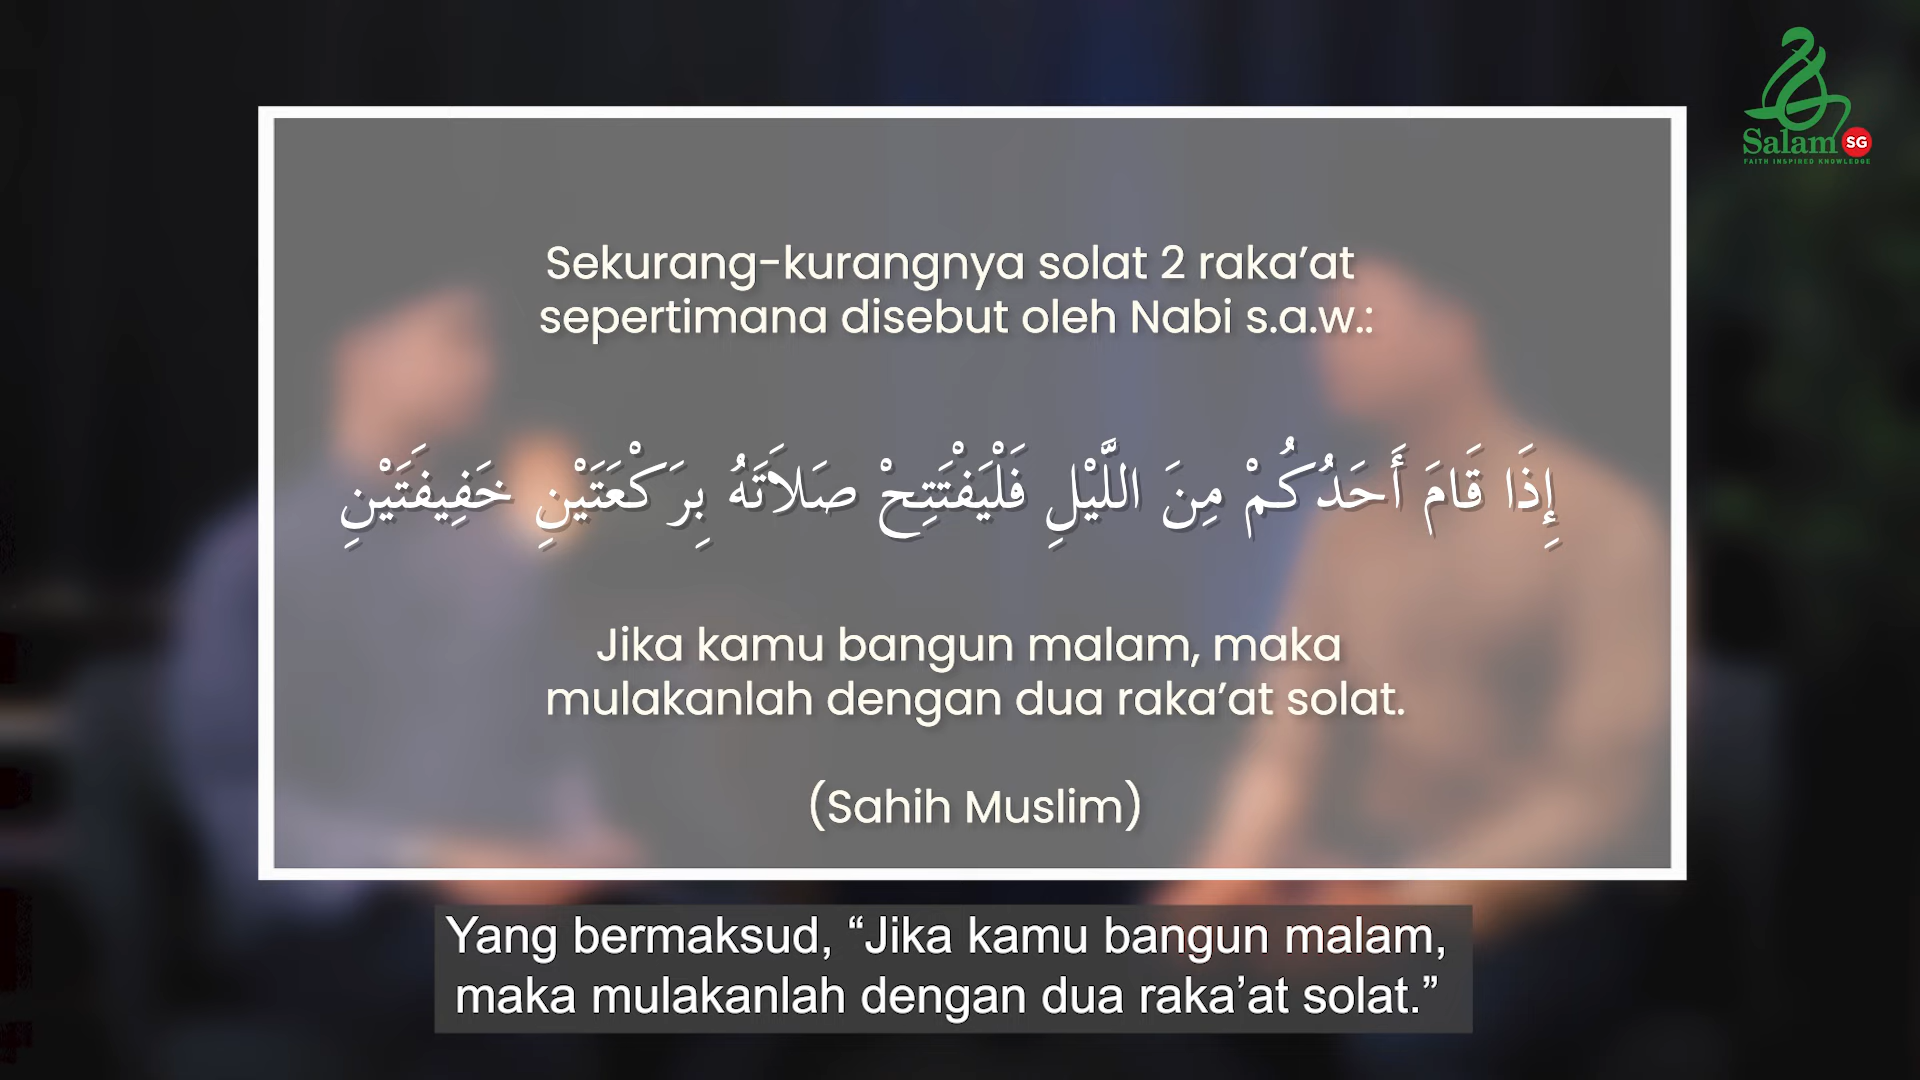 Salam SG
FAITH INSPIRED KNOWLEDGE
Sekurang-kurangnya solat 2 raka’at
sepertimana disebut oleh Nabi s.a.w.:
إِذَا قَامَ أَحَدُكُمْ مِنَ اللَّيْلِ فَلْيَفْتَتِحْ صَلَاتَهُ بِرَكْعَتَيْنِ خَفِيفَتَيْنِ
Jika kamu bangun malam, maka
mulakanlah dengan dua raka’at solat.
(Sahih Muslim)
Yang bermaksud, “Jika kamu bangun malam,
maka mulakanlah dengan dua raka’at solat.”